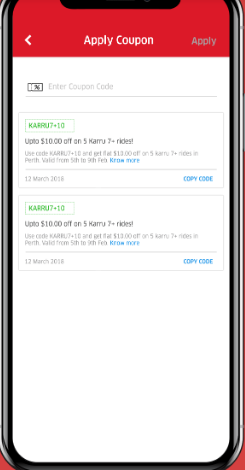 Apply Coupon
Apply
%
Enter Coupon Code
KARRU7+10
Upto $10.00 off on 5 Karru 7+ rides!
Use code KARRU7+10 and get flat $10.00 off on 5 karru 7+ rides in
Perth. Valid from 5th to 9th Feb. Know more
12 March 2018
COPY CODE
KARRU7+10
Upto $10.00 off on 5 Karru 7+ rides!
Use code KARRU7+10 and get flat $10.00 off on 5 karru 7+ rides in
Perth. Valid from 5th to 9th Feb. Know more
12 March 2018
COPY CODE